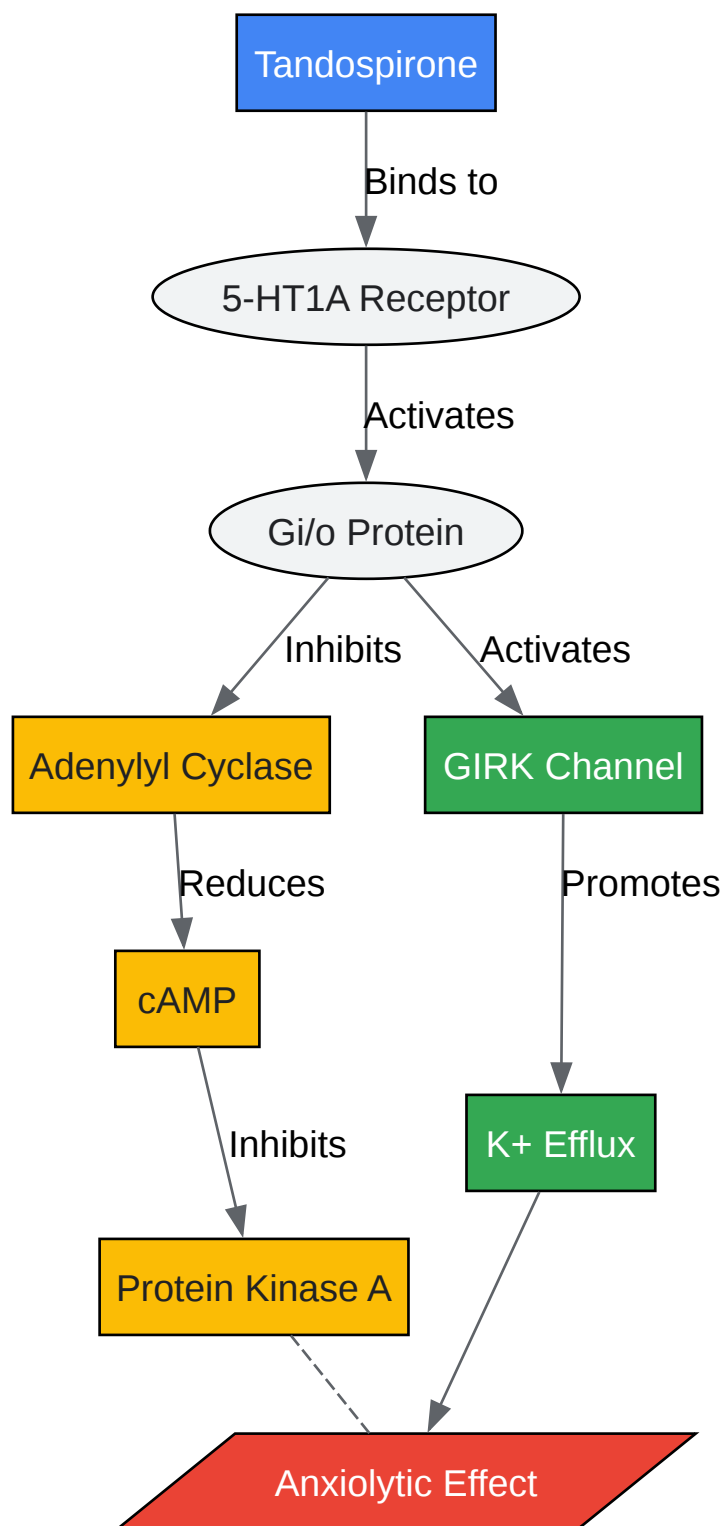 Tandospirone
Binds to
5-HT1A Receptor
Activates
Gi/o Protein
Inhibits
Activates
Adenylyl Cyclase
GIRK Channel
Reduces
Promotes
cAMP
Inhibits
K+ Efflux
Protein Kinase A
Anxiolytic Effect